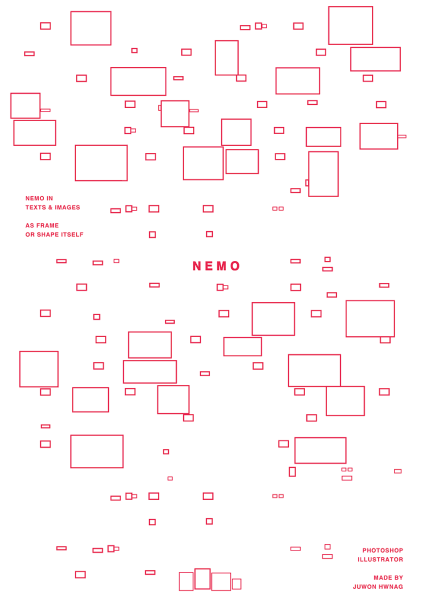 NEMO IN
TEXTS & IMAGES
AS FRAME
OR SHAPE ITSELF
NEMO
PHOTOSHOP
ILLUSTRATOR
MADE BY
JUWON HWNAG